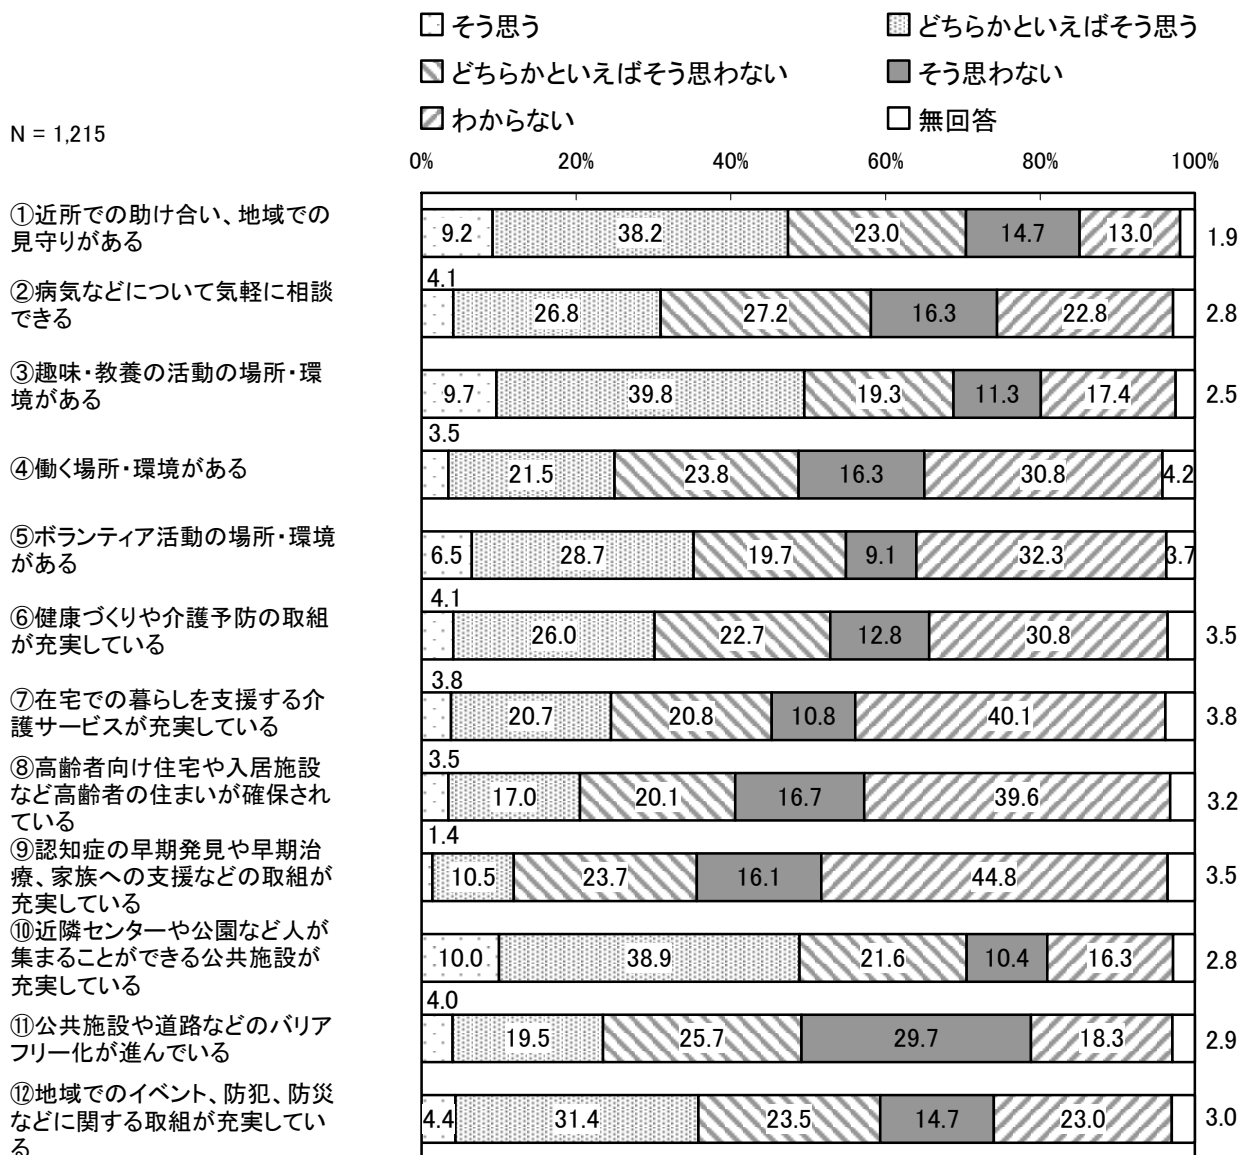 そう思う
どちらかといえばそう思う
どちらかといえばそう思わない
そう思わない
わからない
無回答
N = 1,215
0% 20% 40% 60% 80% 100%
①近所での助け合い、地域での
見守りがある
9.2 38.2 23.0 14.7 13.0 1.9
②病気などについて気軽に相談
できる
4.1 26.8 27.2 16.3 22.8 2.8
③趣味・教養の活動の場所・環
境がある
9.7 39.8 19.3 11.3 17.4 2.5
④働く場所・環境がある
3.5 21.5 23.8 16.3 30.8 4.2
⑤ボランティア活動の場所・環境
がある
6.5 28.7 19.7 9.1 32.3 3.7
⑥健康づくりや介護予防の取組
が充実している
4.1 26.0 22.7 12.8 30.8 3.5
⑦在宅での暮らしを支援する介
護サービスが充実している
3.8 20.7 20.8 10.8 40.1 3.8
⑧高齢者向け住宅や入居施設
など高齢者の住まいが確保され
ている
3.5 17.0 20.1 16.7 39.6 3.2
⑨認知症の早期発見や早期治
療、家族への支援などの取組が
充実している
1.4 10.5 23.7 16.1 44.8 3.5
⑩近隣センターや公園など人が
集まることができる公共施設が
充実している
10.0 38.9 21.6 10.4 16.3 2.8
⑪公共施設や道路などのバリア
フリー化が進んでいる
4.0 19.5 25.7 29.7 18.3 2.9
⑫地域でのイベント、防犯、防災
などに関する取組が充実してい
る
4.4 31.4 23.5 14.7 23.0 3.0